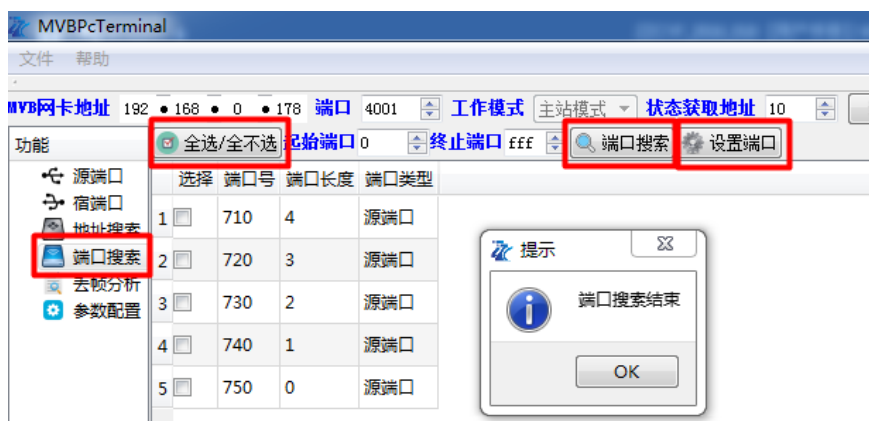 MVBPcTerminal
文件 帮助
MVB网卡地址 192 168 0 178 端口 4001 工作模式 主站模式 状态获取地址 10
功能
全选/全不选 起始端口 0 终止端口 fff 端口搜索 设置端口
源端口
宿端口
地址搜索
端口搜索
丢帧分析
参数配置
选择 端口号 端口长度 端口类型
1 710 4 源端口
2 720 3 源端口
3 730 2 源端口
4 740 1 源端口
5 750 0 源端口
提示
端口搜索结束
OK